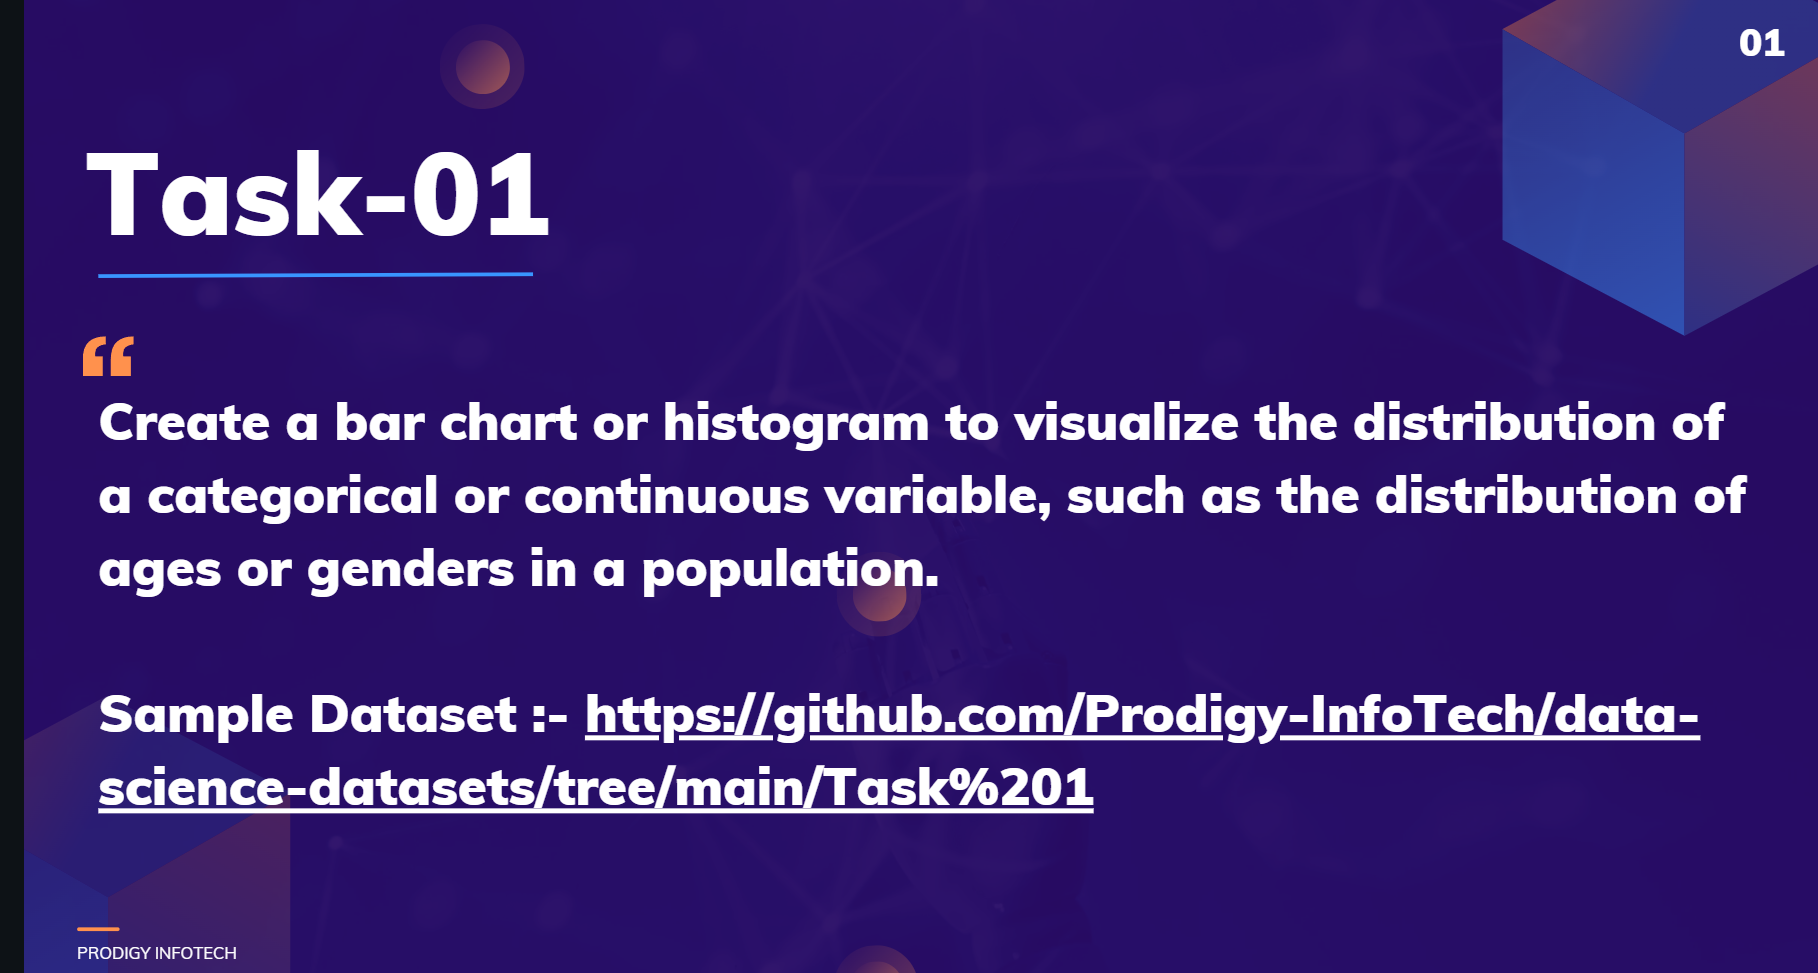 01
Task-01
“
Create a bar chart or histogram to visualize the distribution of
a categorical or continuous variable, such as the distribution of
ages or genders in a population.
Sample Dataset :- https://github.com/Prodigy-InfoTech/data-
science-datasets/tree/main/Task%201
PRODIGY INFOTECH